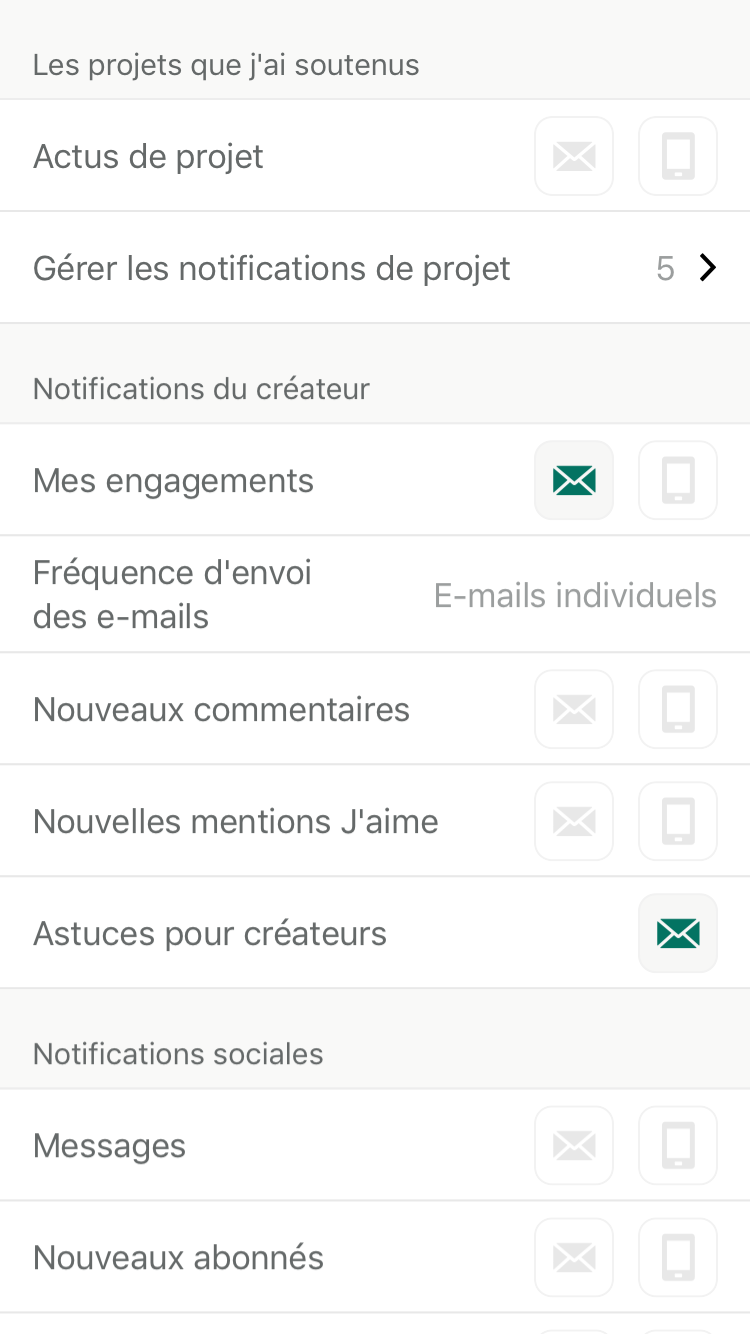 Les projets que j'ai soutenus
Actus de projet
Gérer les notifications de projet 5
Notifications du créateur
Mes engagements
Fréquence d'envoi
des e-mails
E-mails individuels
Nouveaux commentaires
Nouvelles mentions J'aime
Astuces pour créateurs
Notifications sociales
Messages
Nouveaux abonnés